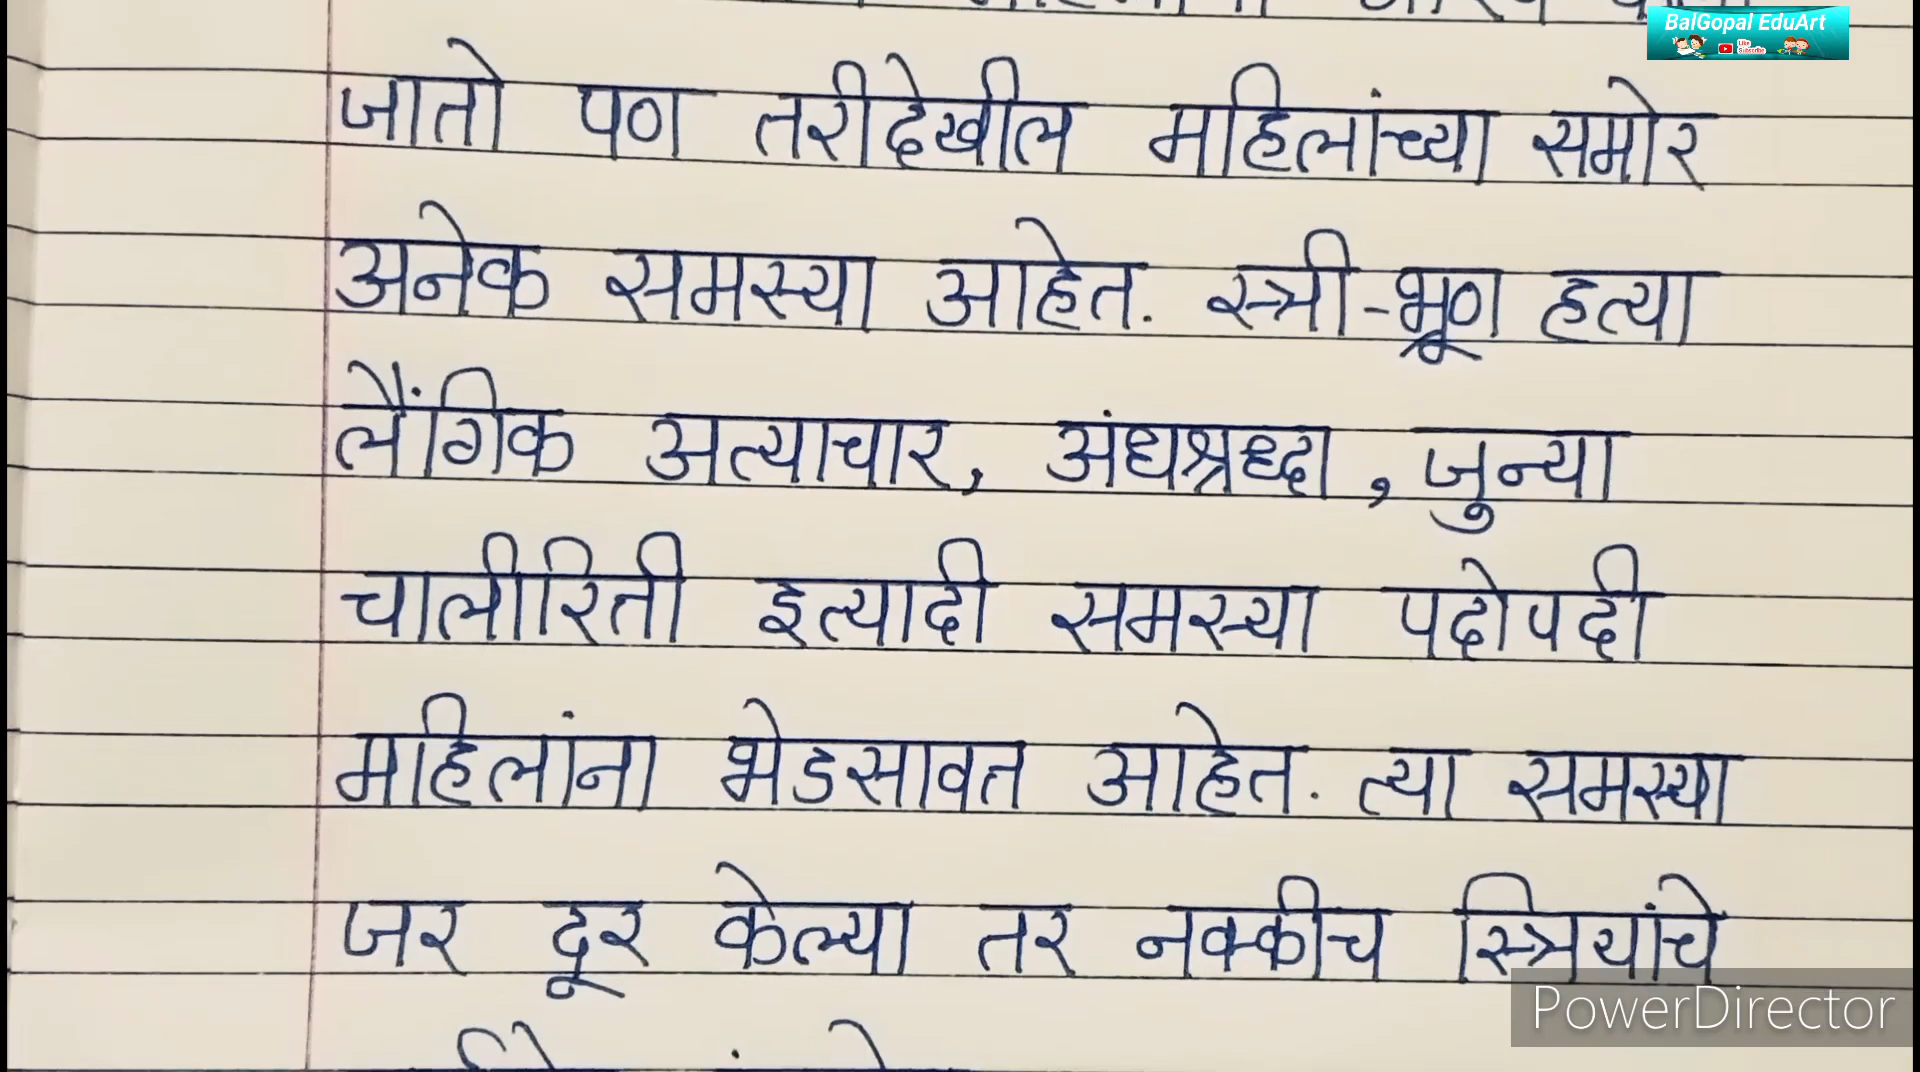 BalGopal EduArt
जातो पण तरीदेखील महिलांच्या समोर
अनेक समस्या आहेत. स्त्री-भ्रूण हत्या
लैंगिक अत्याचार, अंधश्रध्दा, जुन्या
चालीरिती इत्यादी समस्या पदोपदी
महिलांना भेडसावत आहेत. त्या समस्या
जर दूर केल्या तर नक्कीच स्त्रियांचे
PowerDirector